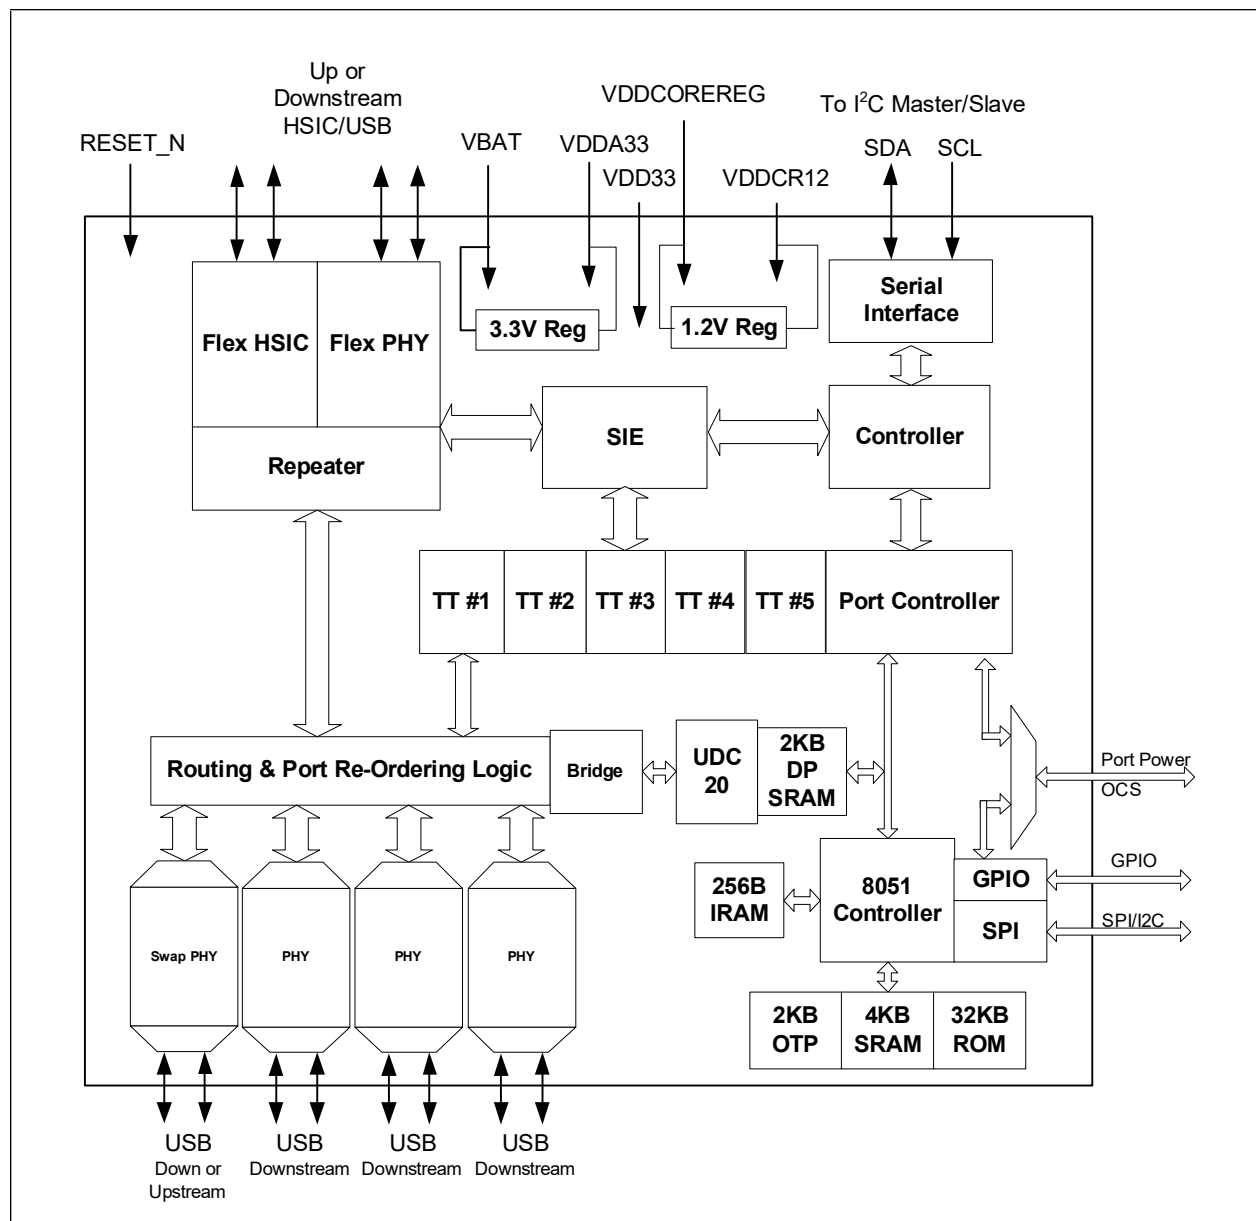 Up or
Downstream
HSIC/USB
RESET_N
VBAT
VDDA33
VDDCOREREG
VDD33
VDDCR12
To I²C Master/Slave
SDA
SCL
Flex HSIC
Flex PHY
3.3V Reg
1.2V Reg
Serial
Interface
Repeater
SIE
Controller
TT #1
TT #2
TT #3
TT #4
TT #5
Port Controller
Routing & Port Re-Ordering Logic
Bridge
UDC
20
2KB
DP
SRAM
Port Power
OCS
Swap PHY
PHY
PHY
PHY
256B
IRAM
8051
Controller
GPIO
SPI
GPIO
SPI/I2C
2KB
OTP
4KB
SRAM
32KB
ROM
USB
Down or
Upstream
USB
Downstream
USB
Downstream
USB
Downstream